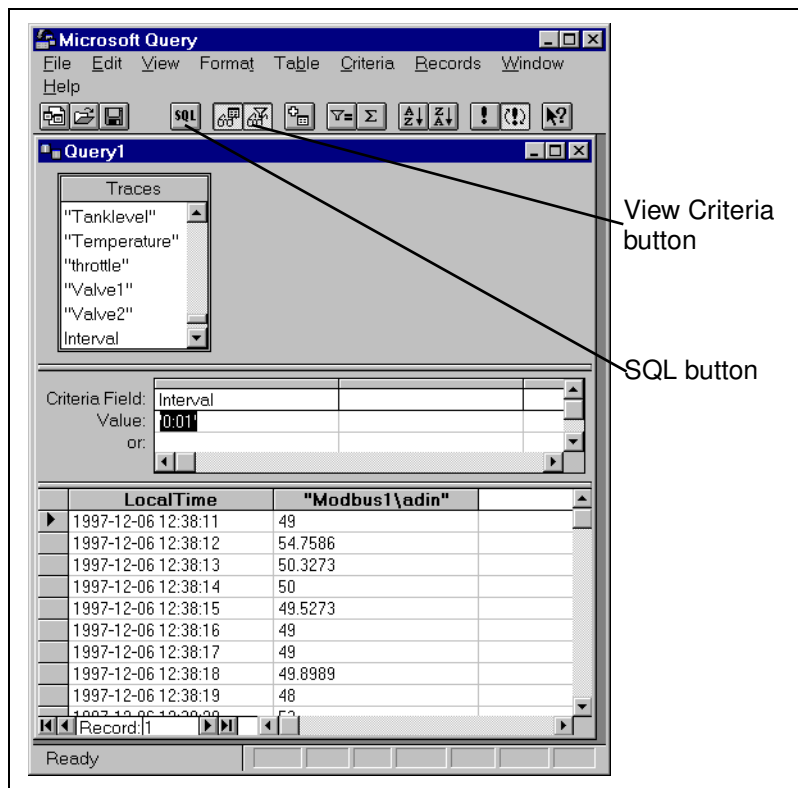 Microsoft Query
File Edit View Format Table Criteria Records Window
Help
SQL
Query1
Traces
"Tanklevel"
"Temperature"
"throttle"
"Valve1"
"Valve2"
Interval
View Criteria
button
SQL button
Criteria Field: Interval
Value: '0:01'
or:
LocalTime "Modbus1\adin"
1997-12-06 12:38:11 49
1997-12-06 12:38:12 54.7586
1997-12-06 12:38:13 50.3273
1997-12-06 12:38:14 50
1997-12-06 12:38:15 49.5273
1997-12-06 12:38:16 49
1997-12-06 12:38:17 49
1997-12-06 12:38:18 49.8989
1997-12-06 12:38:19 48
Record: 1
Ready